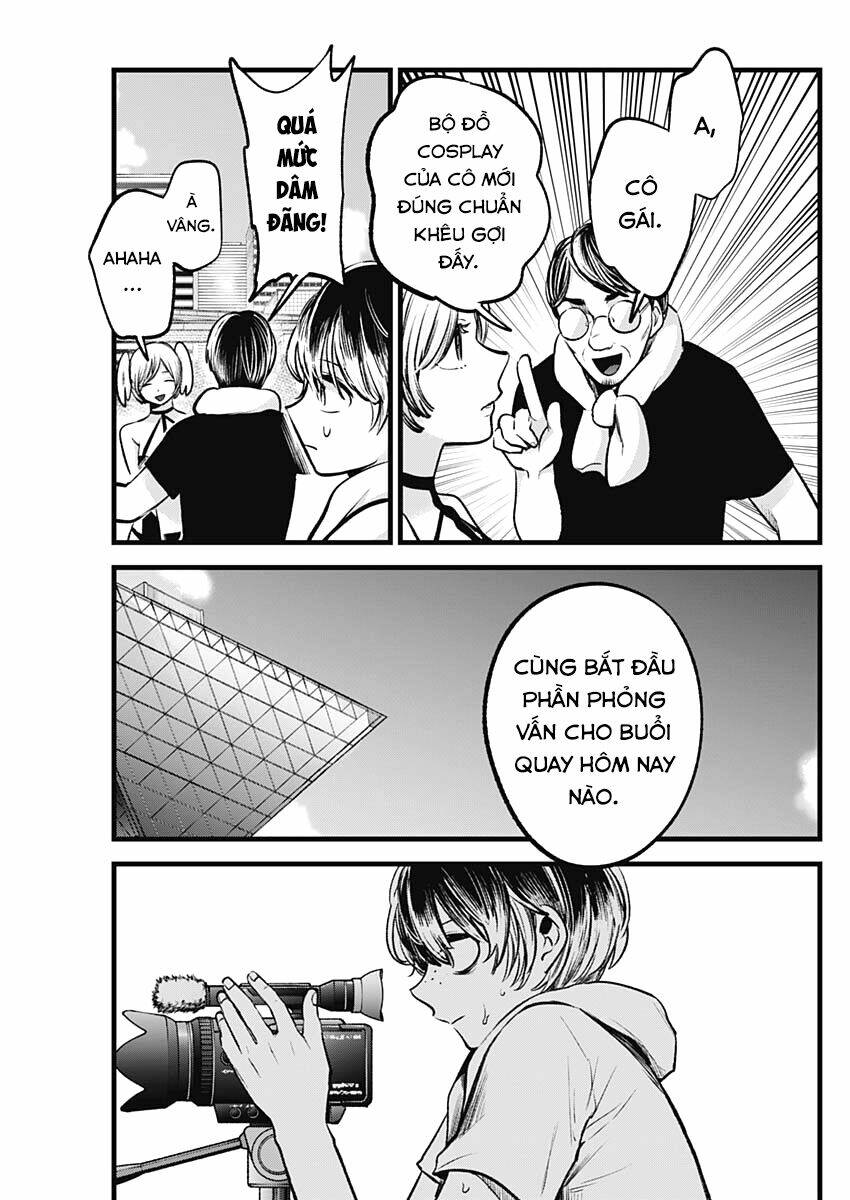 A,
CÔ
GÁI.
BỘ ĐỒ
COSPLAY
CỦA CÔ MỚI
ĐÚNG CHUẨN
KHÊU GỢI
ĐẤY.
QUÁ
MỨC
DÂM
ĐÃNG!
À
VÂNG.
AHAHA
...
CÙNG BẮT ĐẦU
PHẦN PHỎNG
VẤN CHO BUỔI
QUAY HÔM NAY
NÀO.